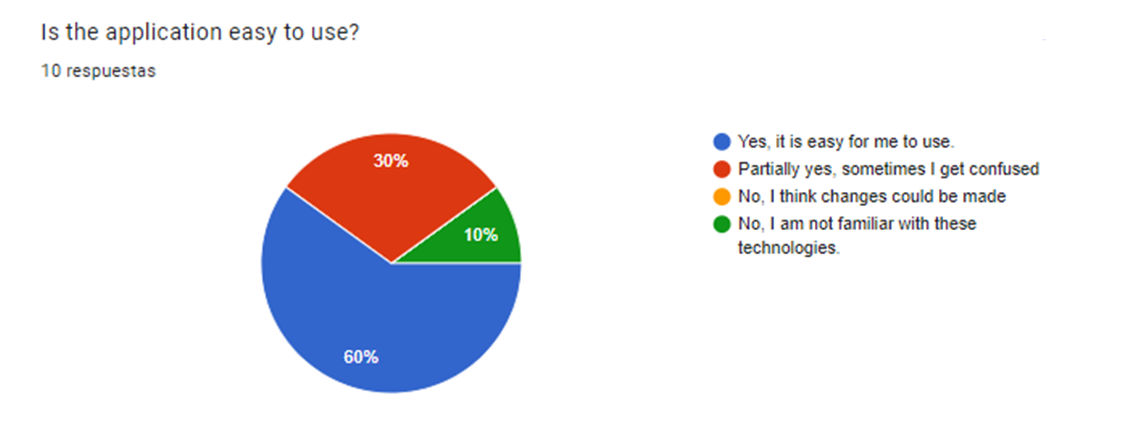 Is the application easy to use?
10 respuestas
30%
10%
60%
Yes, it is easy for me to use.
Partially yes, sometimes I get confused
No, I think changes could be made
No, I am not familiar with these
technologies.